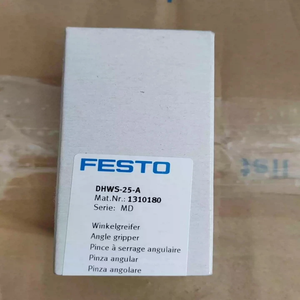 FESTO
DHWS-25-A
Mat.Nr.: 1310180
Serie: MD
Winkelgreifer
Angle gripper
Pince à serrage angulaire
Pinza angular
Pinza angolare